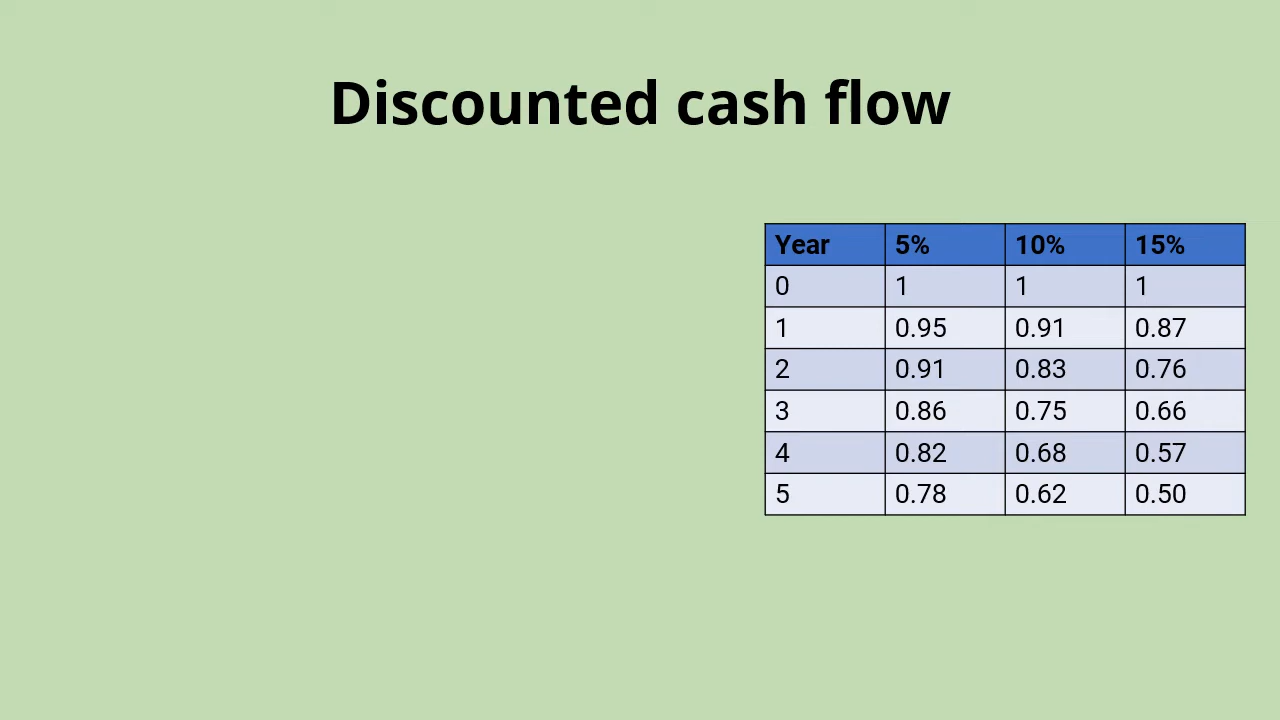 Discounted cash flow
Year 5% 10% 15%
0 1 1 1
1 0.95 0.91 0.87
2 0.91 0.83 0.76
3 0.86 0.75 0.66
4 0.82 0.68 0.57
5 0.78 0.62 0.50